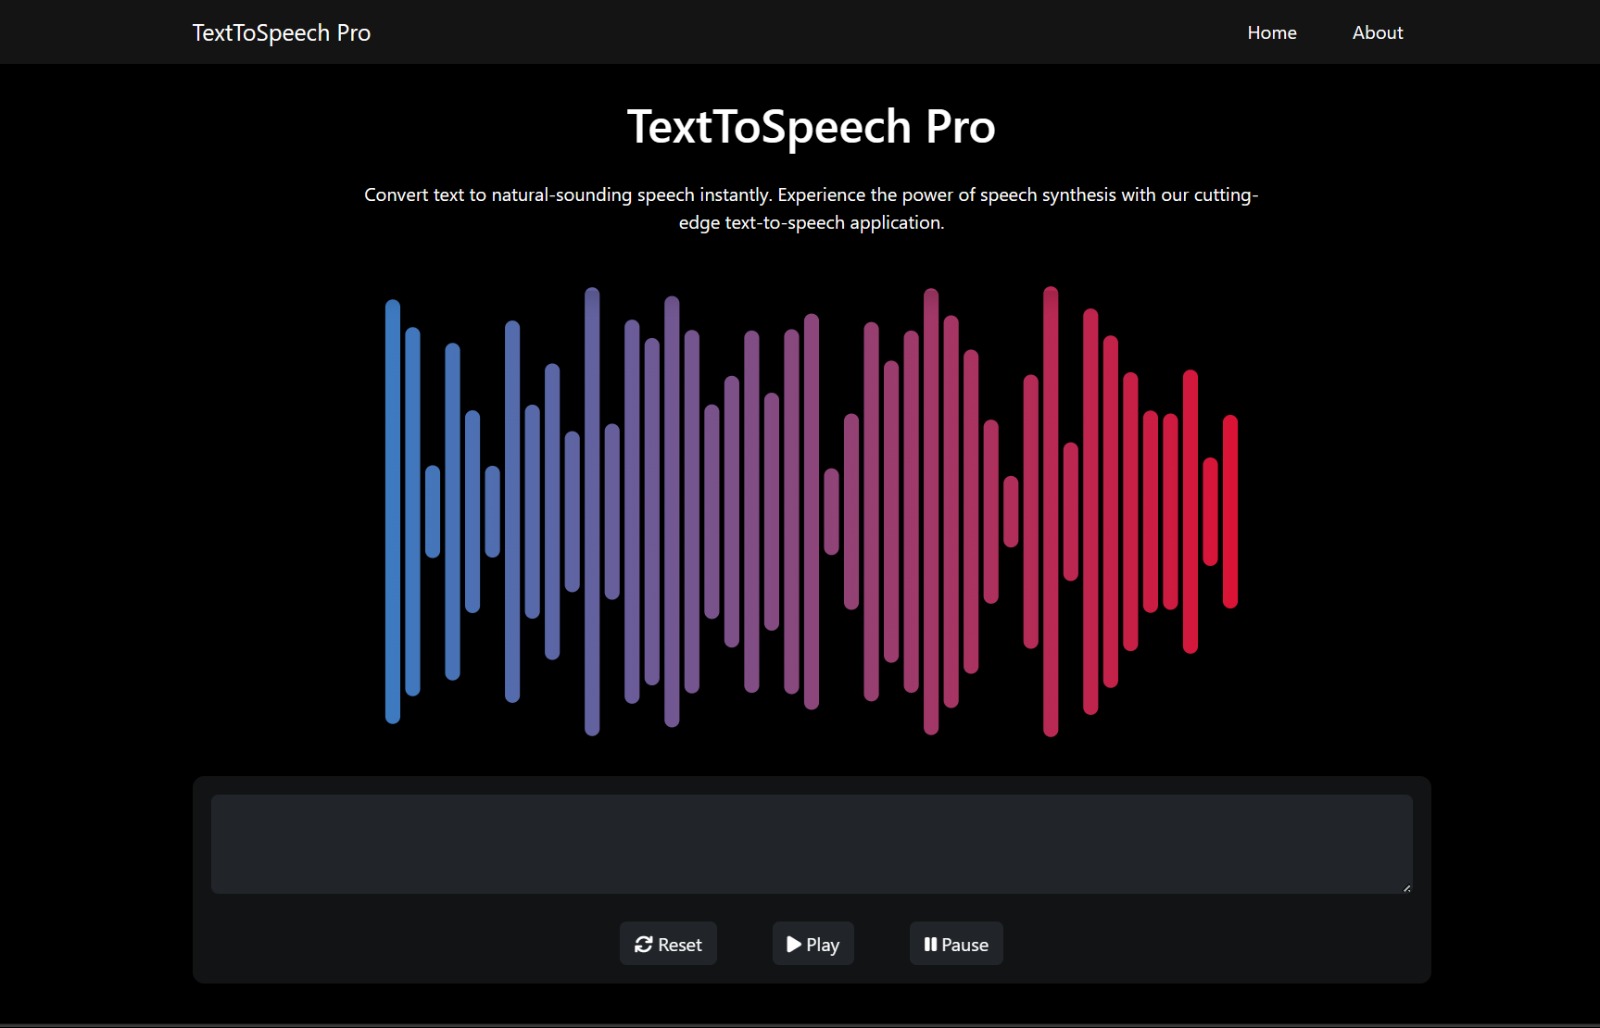 TextToSpeech Pro
Home
About
TextToSpeech Pro
Convert text to natural-sounding speech instantly. Experience the power of speech synthesis with our cutting-
edge text-to-speech application.
Reset
Play
Pause